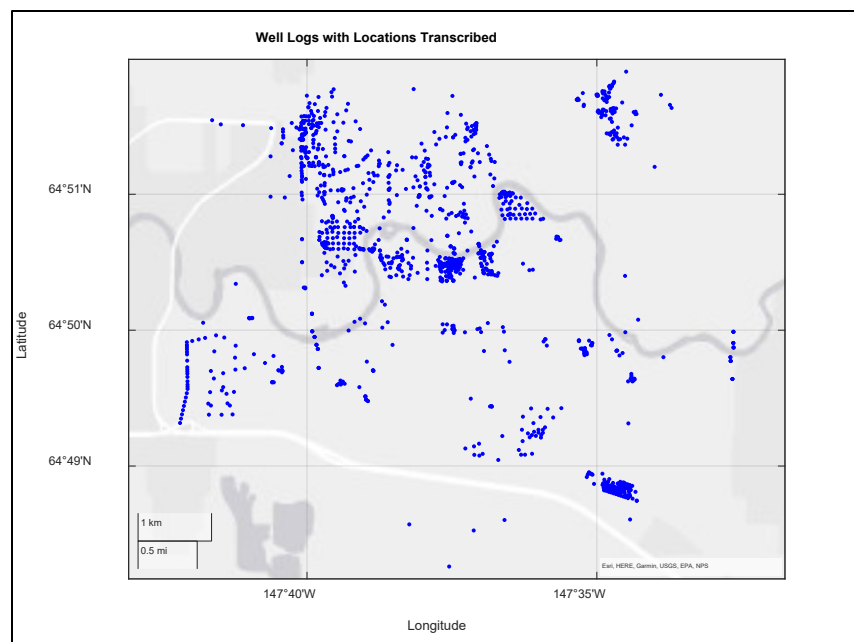 Well Logs with Locations Transcribed
64°51'N
64°50'N
Latitude
64°49'N
1 km
0.5 mi
Esri, HERE, Garmin, USGS, EPA, NPS
147°40'W
147°35'W
Longitude